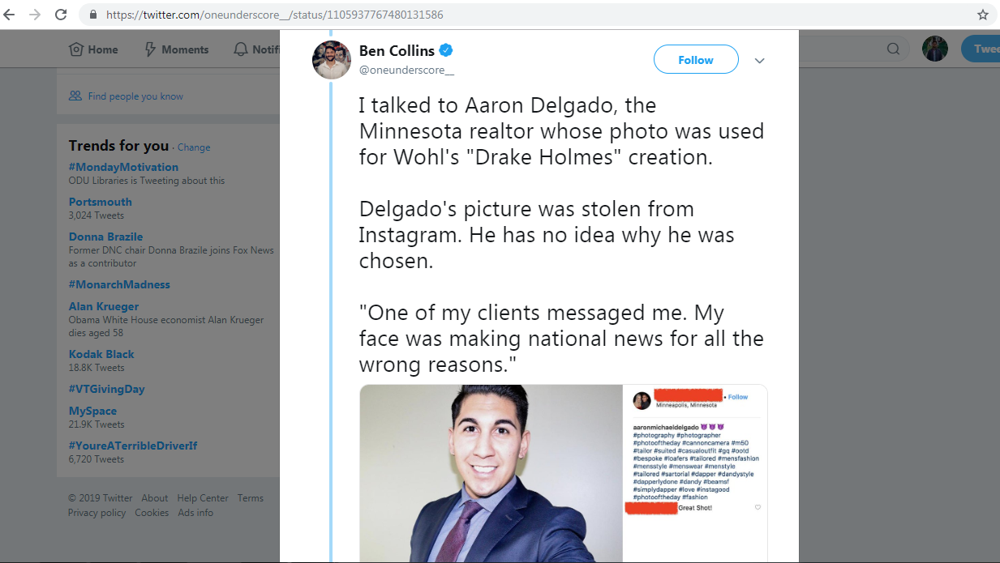 https://twitter.com/oneunderscore__/status/1105937767480131586
Home
Moments
Notifi
Twee
Find people you know
Trends for you · Change
#MondayMotivation
ODU Libraries is Tweeting about this
Portsmouth
3,024 Tweets
Donna Brazile
Former DNC chair Donna Brazile joins Fox News
as a contributor
#MonarchMadness
Alan Krueger
Obama White House economist Alan Krueger
dies aged 58
Kodak Black
18.8K Tweets
#VTGivingDay
MySpace
21.9K Tweets
#YoureATerribleDriverIf
6,720 Tweets
© 2019 Twitter About Help Center Terms
Privacy policy Cookies Ads info
Ben Collins
@oneunderscore__
Follow
I talked to Aaron Delgado, the
Minnesota realtor whose photo was used
for Wohl's "Drake Holmes" creation.
Delgado's picture was stolen from
Instagram. He has no idea why he was
chosen.
"One of my clients messaged me. My
face was making national news for all the
wrong reasons."
• Follow
Minneapolis, Minnesota
aaronmichaeldelgado 😈😈😈
#photography #photographer
#photooftheday #cannoncamera #m50
#tailor #suited #casualoutfit #gq #ootd
#bespoke #loafers #tailored #mensfashion
#mensstyle #menswear #menstyle
#tailored #sartorial #dapper #dandystyle
#dapperlydone #dandy #beamsf
#simplydapper #love #instagood
#photooftheday #fashion
Great Shot!